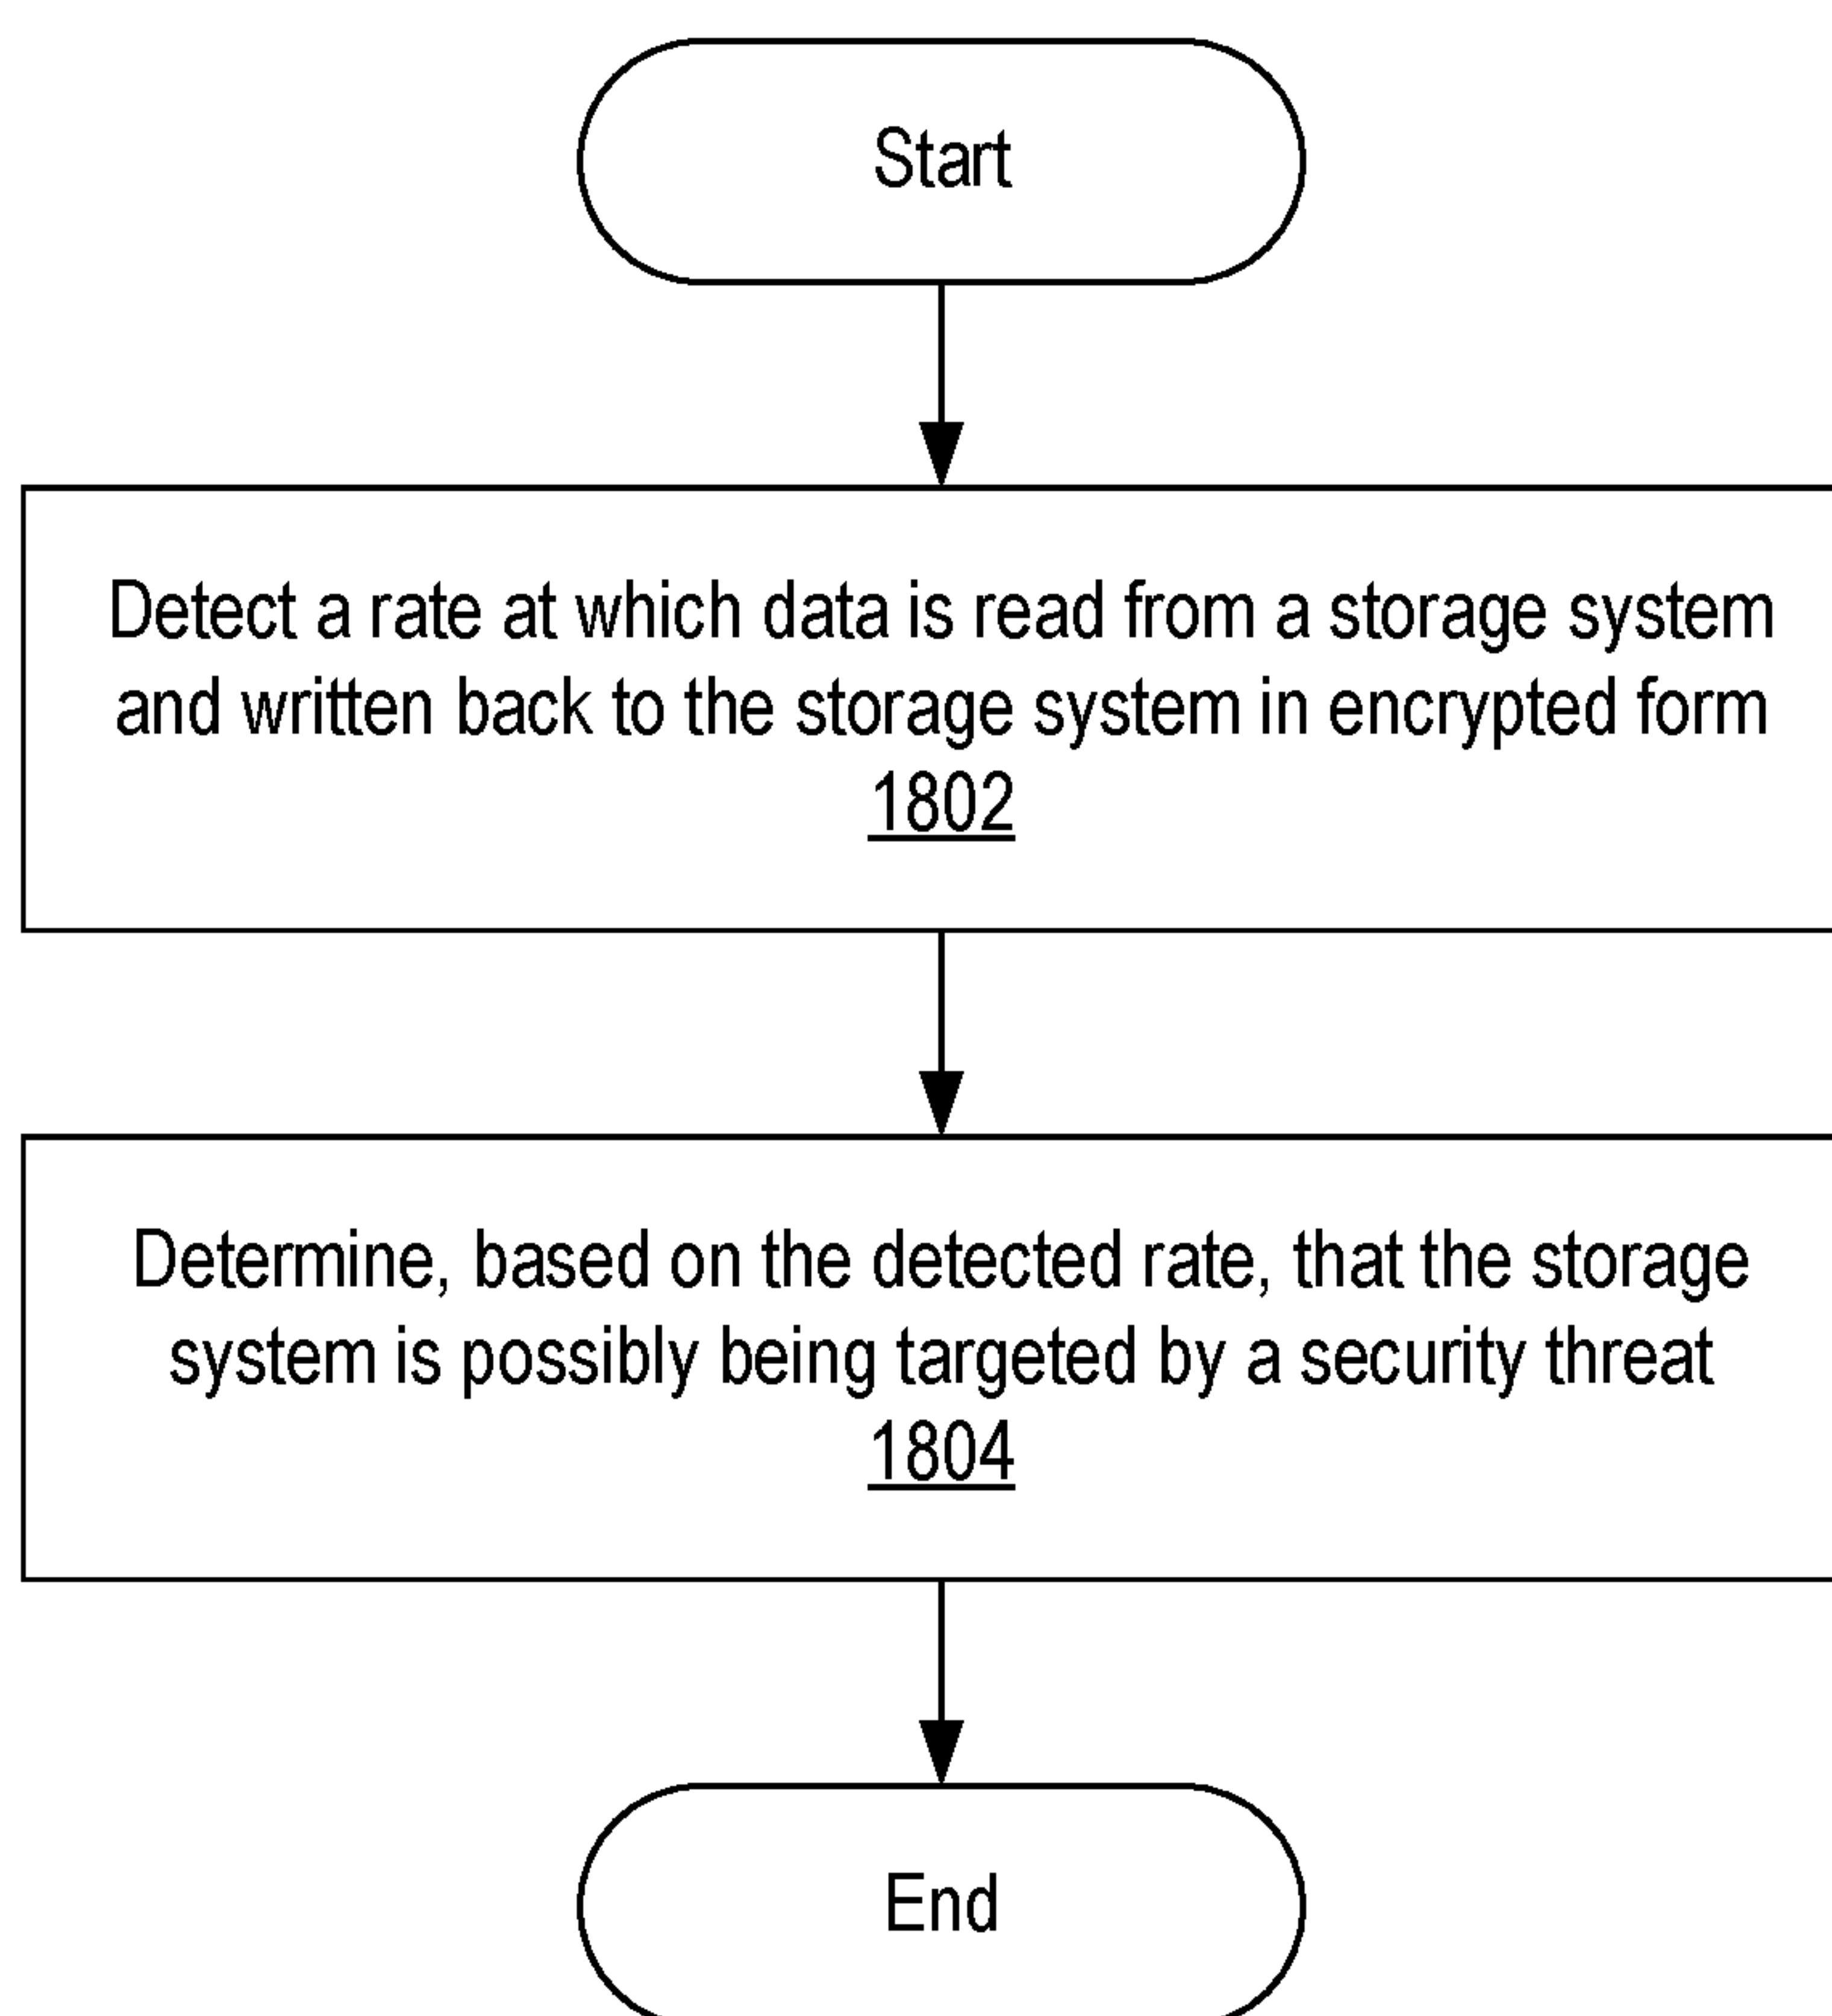 Start
Detect a rate at which data is read from a storage system
and written back to the storage system in encrypted form
1802
Determine, based on the detected rate, that the storage
system is possibly being targeted by a security threat
1804
End